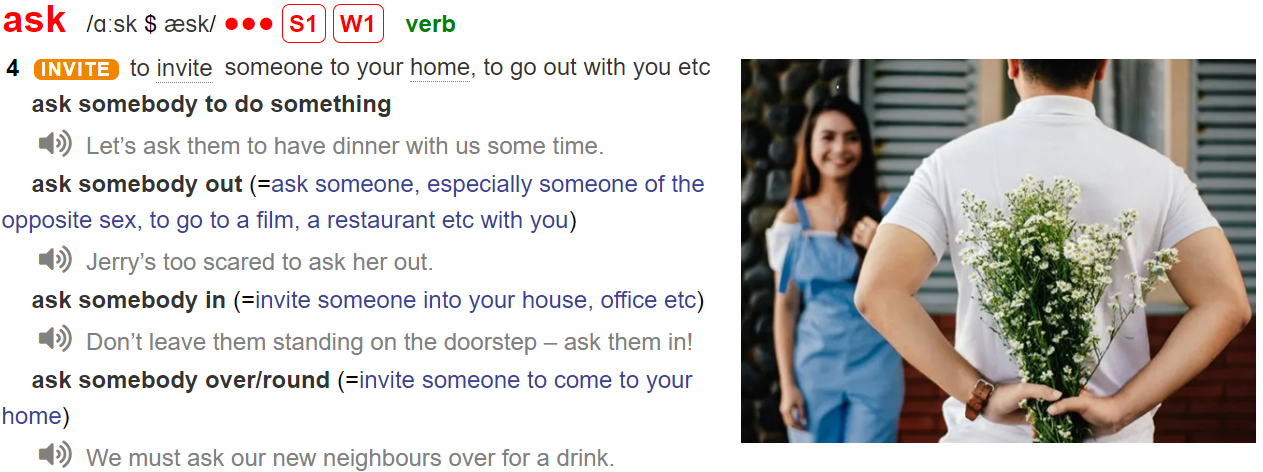 ask /ɑːsk $ æsk/ ●●● S1 W1 verb
4 INVITE to invite someone to your home, to go out with you etc
ask somebody to do something
Let’s ask them to have dinner with us some time.
ask somebody out (=ask someone, especially someone of the
opposite sex, to go to a film, a restaurant etc with you)
Jerry’s too scared to ask her out.
ask somebody in (=invite someone into your house, office etc)
Don’t leave them standing on the doorstep – ask them in!
ask somebody over/round (=invite someone to come to your
home)
We must ask our new neighbours over for a drink.